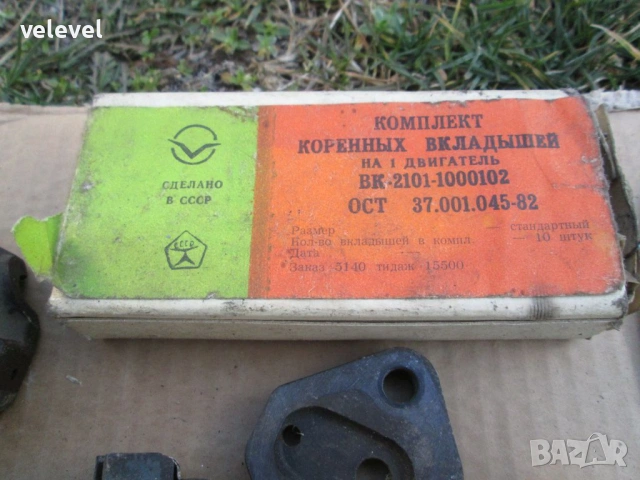 velevel
КОМПЛЕКТ
КОРЕННЫХ ВКЛАДЫШЕЙ
НА 1 ДВИГАТЕЛЬ
ВК-2101-1000102
ОСТ 37.001.045-82
Размер — стандартный
Кол-во вкладышей в компл. — 10 штук
Дата
Заказ 5140 тидаж 15500
СДЕЛАНО
В СССР
BAZAR